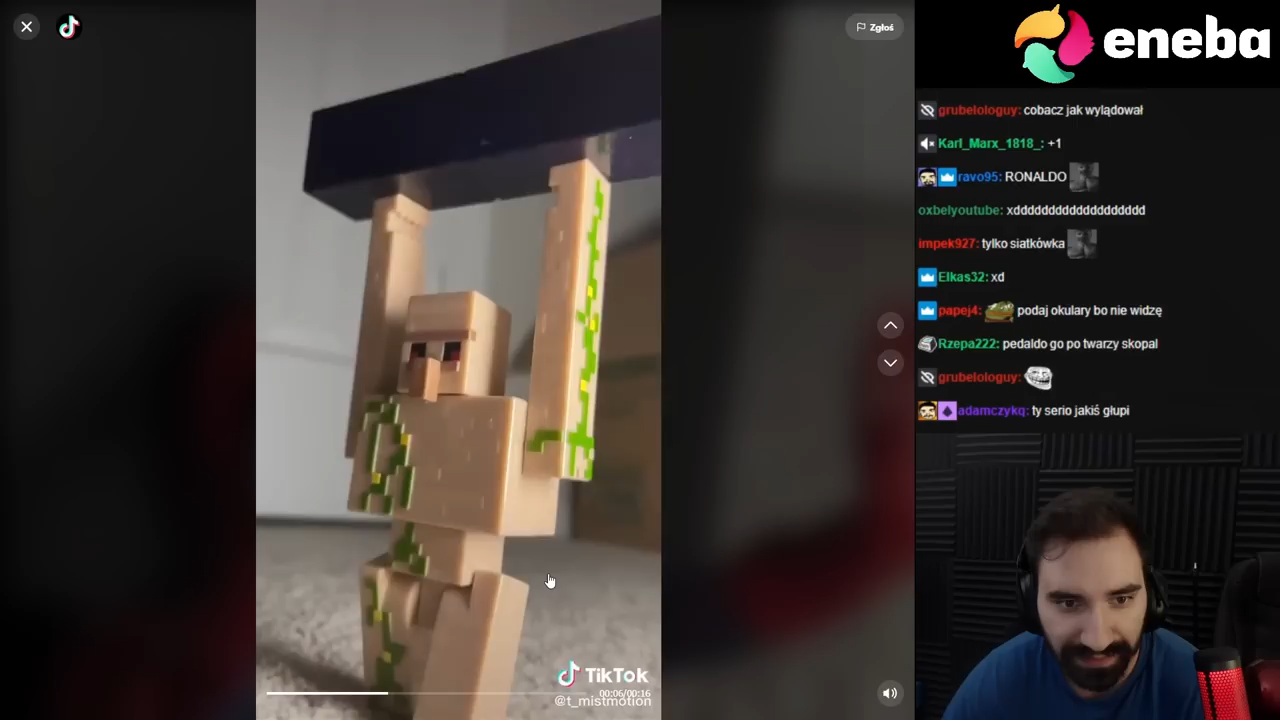 Zgłoś
eneba
grubelologuy: cobacz jak wylądował
Karl_Marx_1818_: +1
ravo95: RONALDO
oxbelyoutube: xdddddddddddddddddd
impek927: tylko siatkówka
Elkas32: xd
papej4: podaj okulary bo nie widzę
Rzepa222: pedaldo go po twarzy skopal
grubelologuy:
adamczykq: ty serio jakiś głupi
TikTok
00:06/00:16
@t_mistmotion